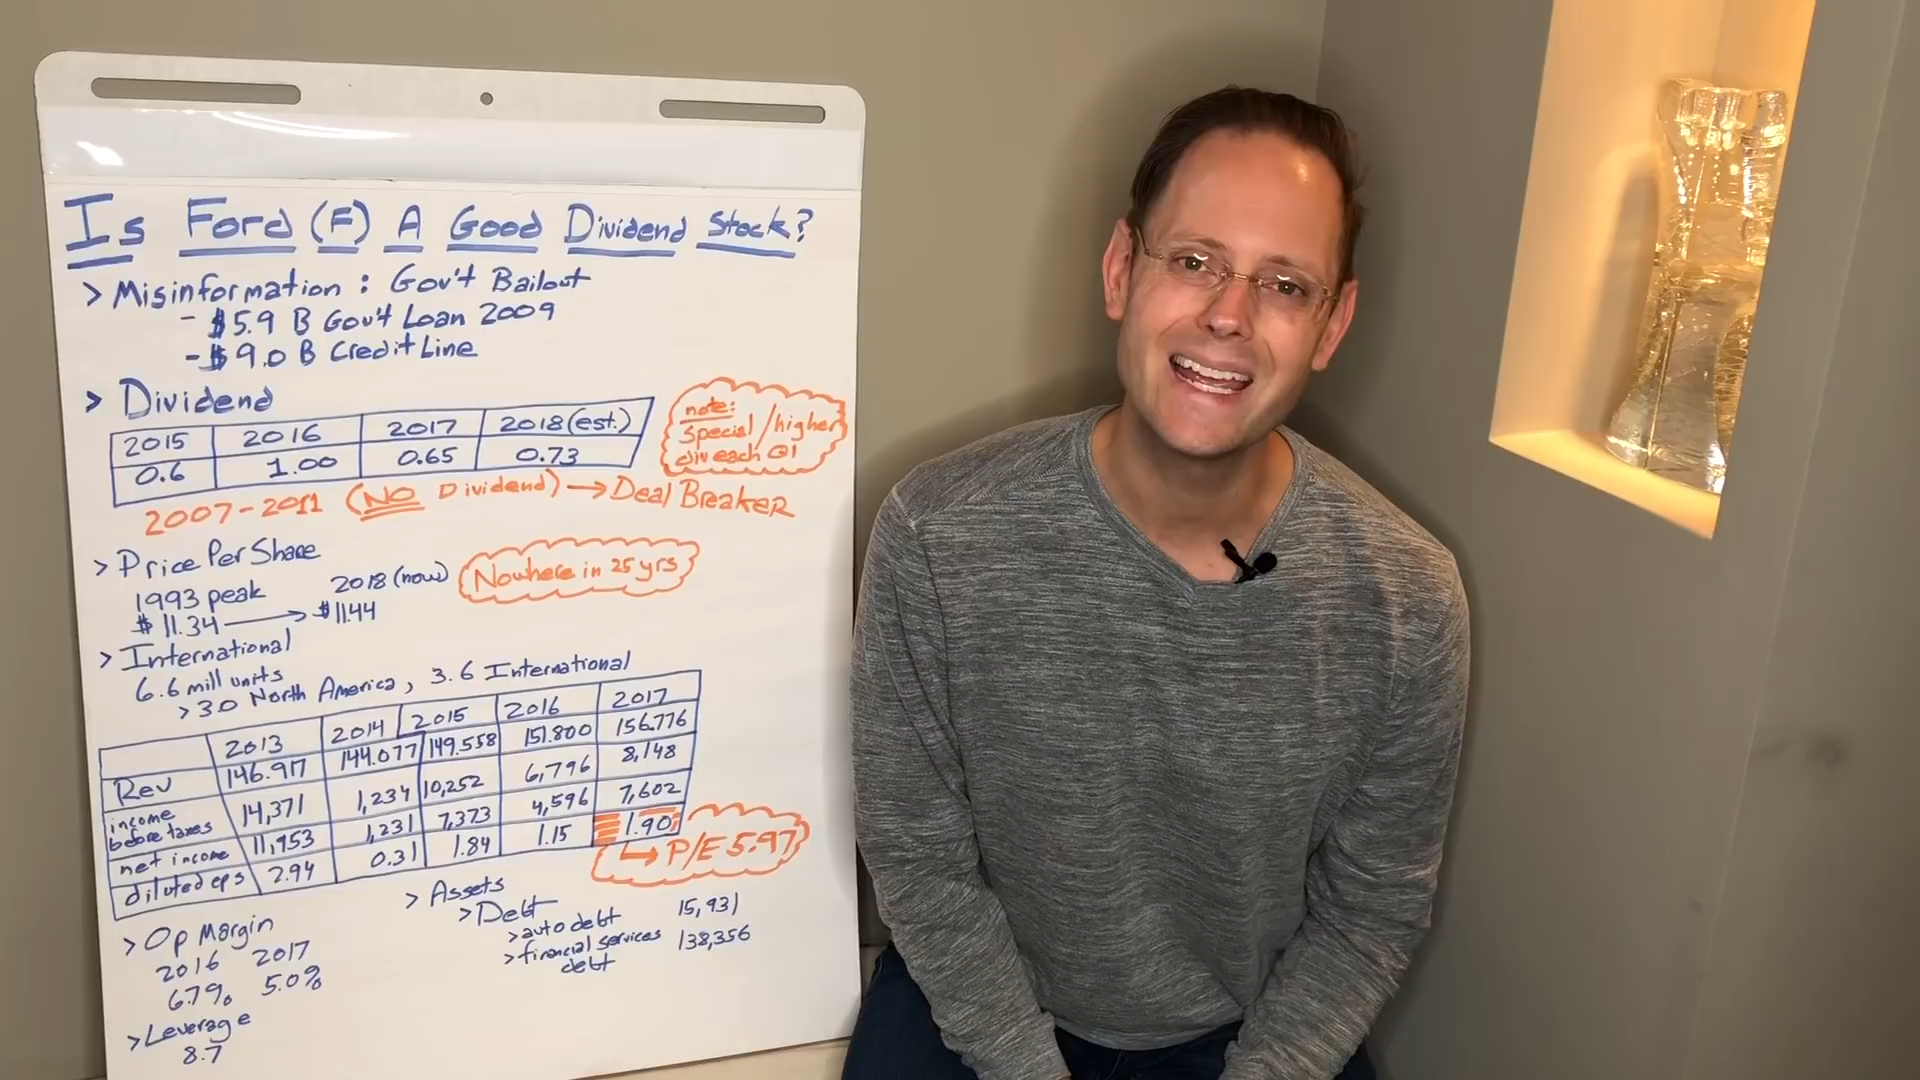 Is Ford (F) A Good Dividend Stock?
> Misinformation : Gov't Bailout
- $5.9 B Gov't Loan 2009
- $9.0 B Credit Line
> Dividend
2015 2016 2017 2018 (est.)
0.6 1.00 0.65 0.73
note:
special/higher
div each Q1
2007-2011 (NO Dividend) → Deal Breaker
> Price Per Share
1993 peak 2018 (now)
$11.34 → $11.44
Nowhere in 25 yrs
> International
6.6 mill units
> 3.0 North America, 3.6 International
2013 2014 2015 2016 2017
Rev 146.917 144.077 149.558 151.800 156.776
income before taxes 14,371 1,234 10,252 6,796 8,148
net income 11,953 1,231 7,373 4,596 7,602
diluted eps 2.94 0.31 1.84 1.15 1.90
→ P/E 5.97
> Op Margin
2016 2017
6.7% 5.0%
> Leverage
8.7
> Assets
> Debt
> auto debt 15,931
> financial services 138,356
debt